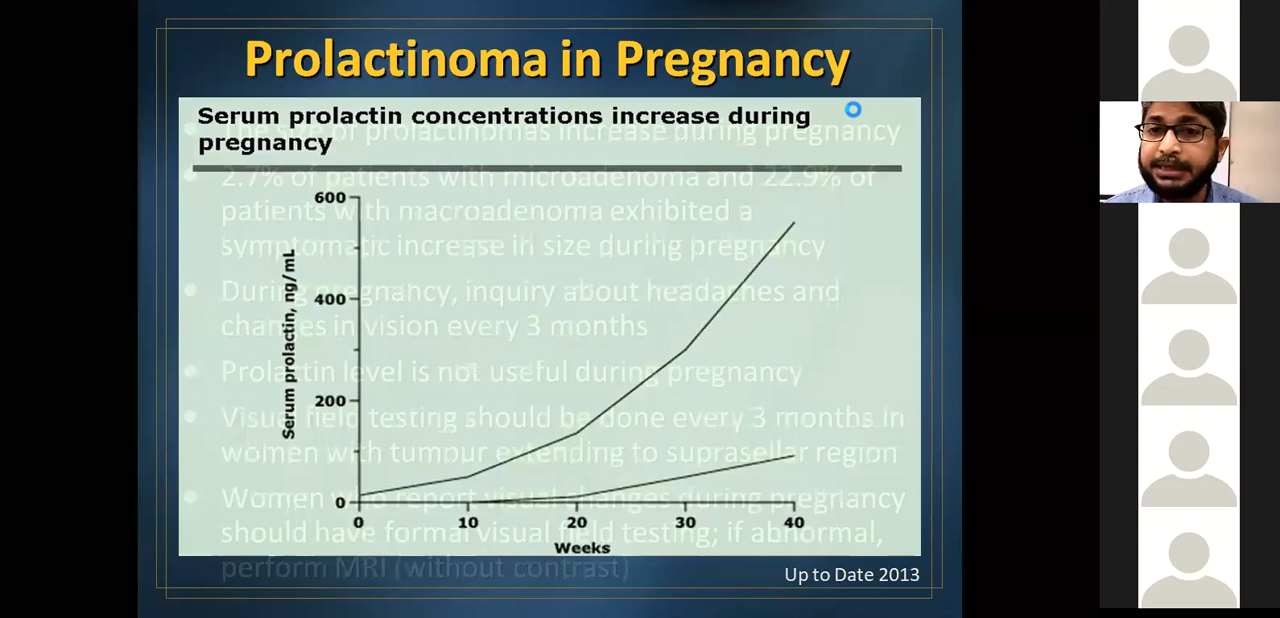 Prolactinoma in Pregnancy
Serum prolactin concentrations increase during
pregnancy
The size of prolactinomas increase during pregnancy
2.7% of patients with microadenoma and 22.9% of
patients with macroadenoma exhibited a
symptomatic increase in size during pregnancy
During pregnancy, inquiry about headaches and
changes in vision every 3 months
Prolactin level is not useful during pregnancy
Visual field testing should be done every 3 months in
women with tumour extending to suprasellar region
Women who report visual changes during pregnancy
should have formal visual field testing; if abnormal,
perform MRI (without contrast)
Serum prolactin, ng/mL
600
400
200
0
0 10 20 30 40
Weeks
Up to Date 2013